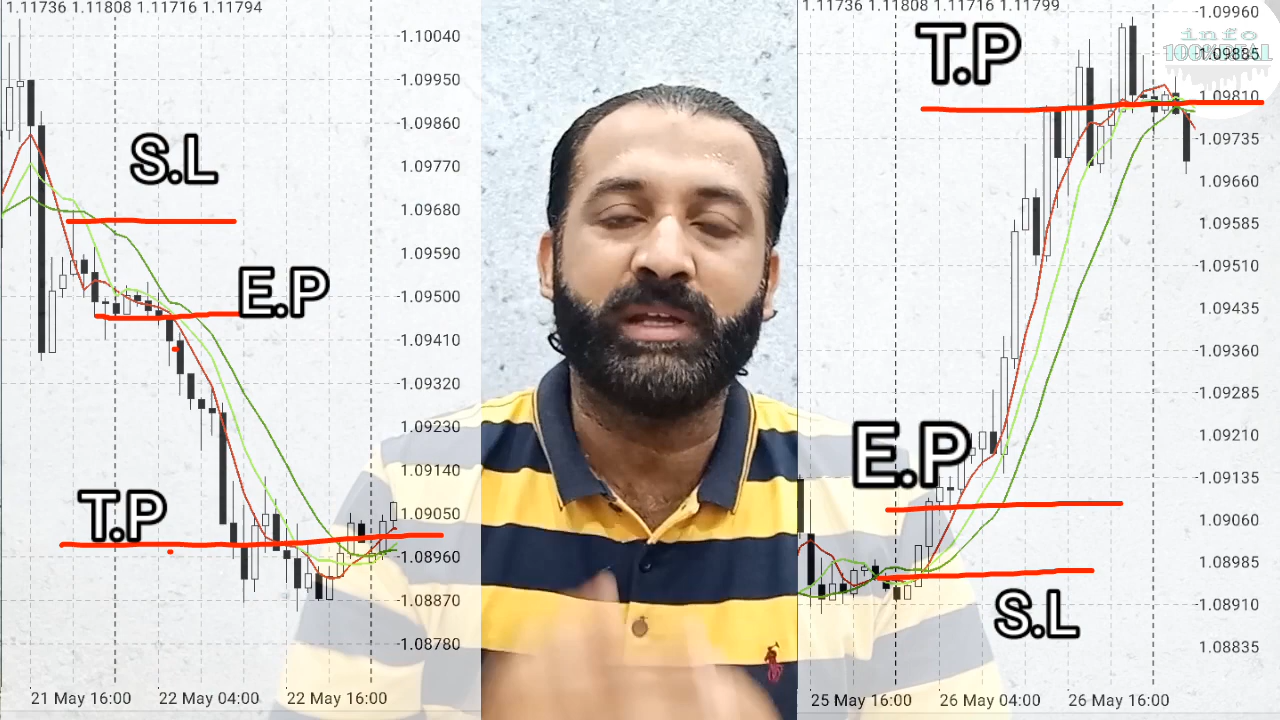 1.11736 1.11808 1.11716 1.11794
1.10040
1.09950
1.09860
1.09770
1.09680
1.09590
1.09500
1.09410
1.09320
1.09230
1.09140
1.09050
1.08960
1.08870
1.08780
S.L
E.P
T.P
21 May 16:00 22 May 04:00 22 May 16:00
1.11736 1.11808 1.11716 1.11799
T.P
E.P
S.L
info
100%REAL
1.09960
1.09885
1.09810
1.09735
1.09660
1.09585
1.09510
1.09435
1.09360
1.09285
1.09210
1.09135
1.09060
1.08985
1.08910
1.08835
25 May 16:00 26 May 04:00 26 May 16:00